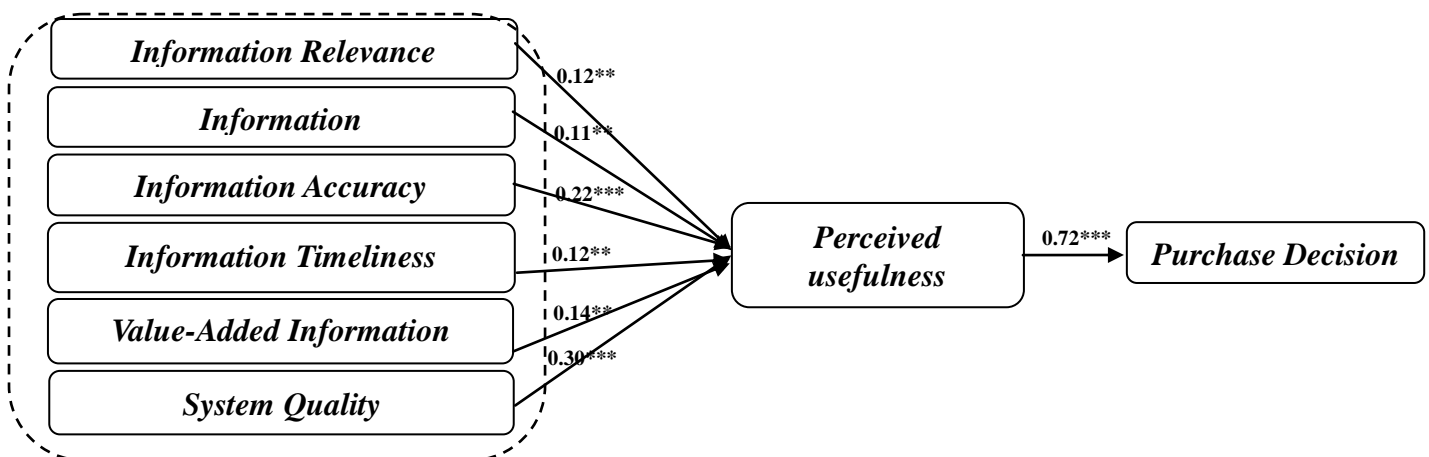 Information Relevance
0.12**
Information
0.11**
Information Accuracy
0.22***
Information Timeliness
0.12**
Value-Added Information
0.14**
System Quality
0.30***
Perceived
usefulness
0.72***
Purchase Decision